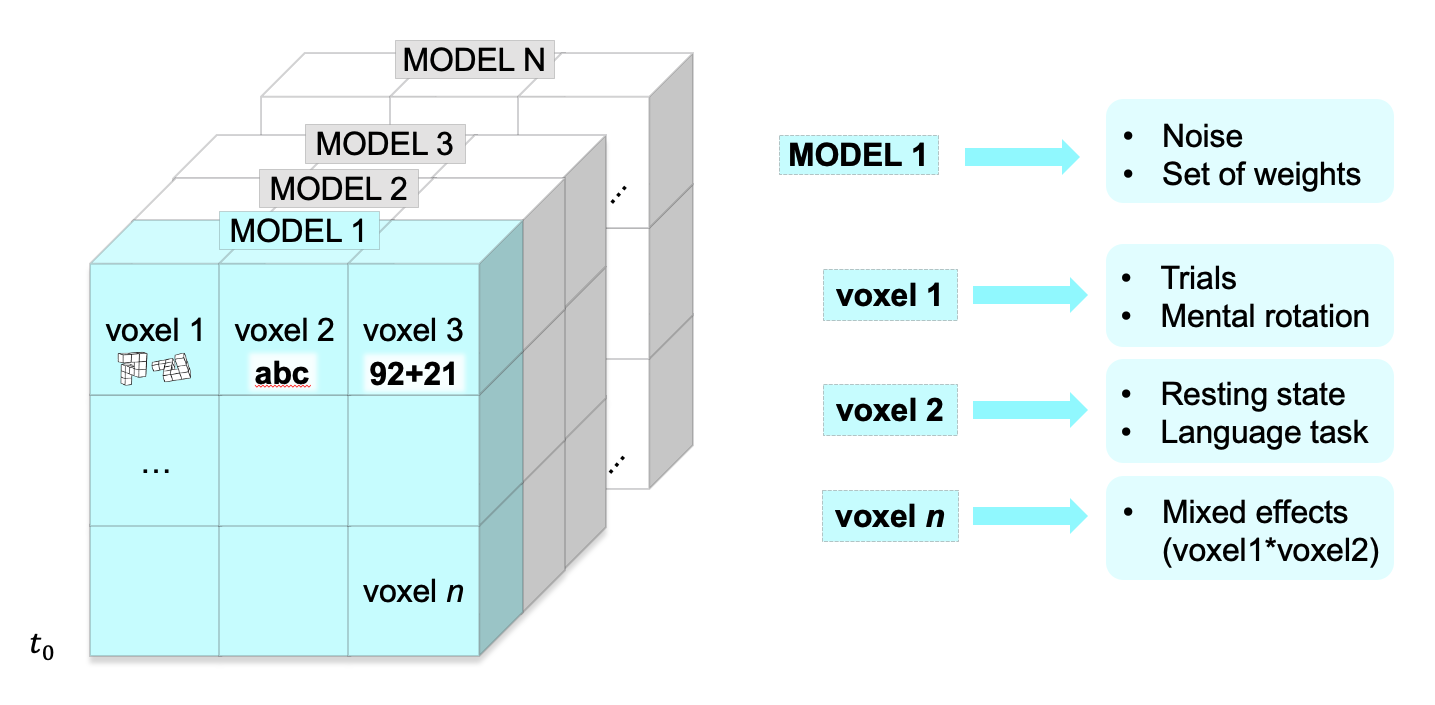 MODEL N
MODEL 3
MODEL 2
MODEL 1
voxel 1
voxel 2
voxel 3
abc
92+21
...
...
...
voxel n
t0
MODEL 1
• Noise
• Set of weights
voxel 1
• Trials
• Mental rotation
voxel 2
• Resting state
• Language task
voxel n
• Mixed effects
(voxel1*voxel2)